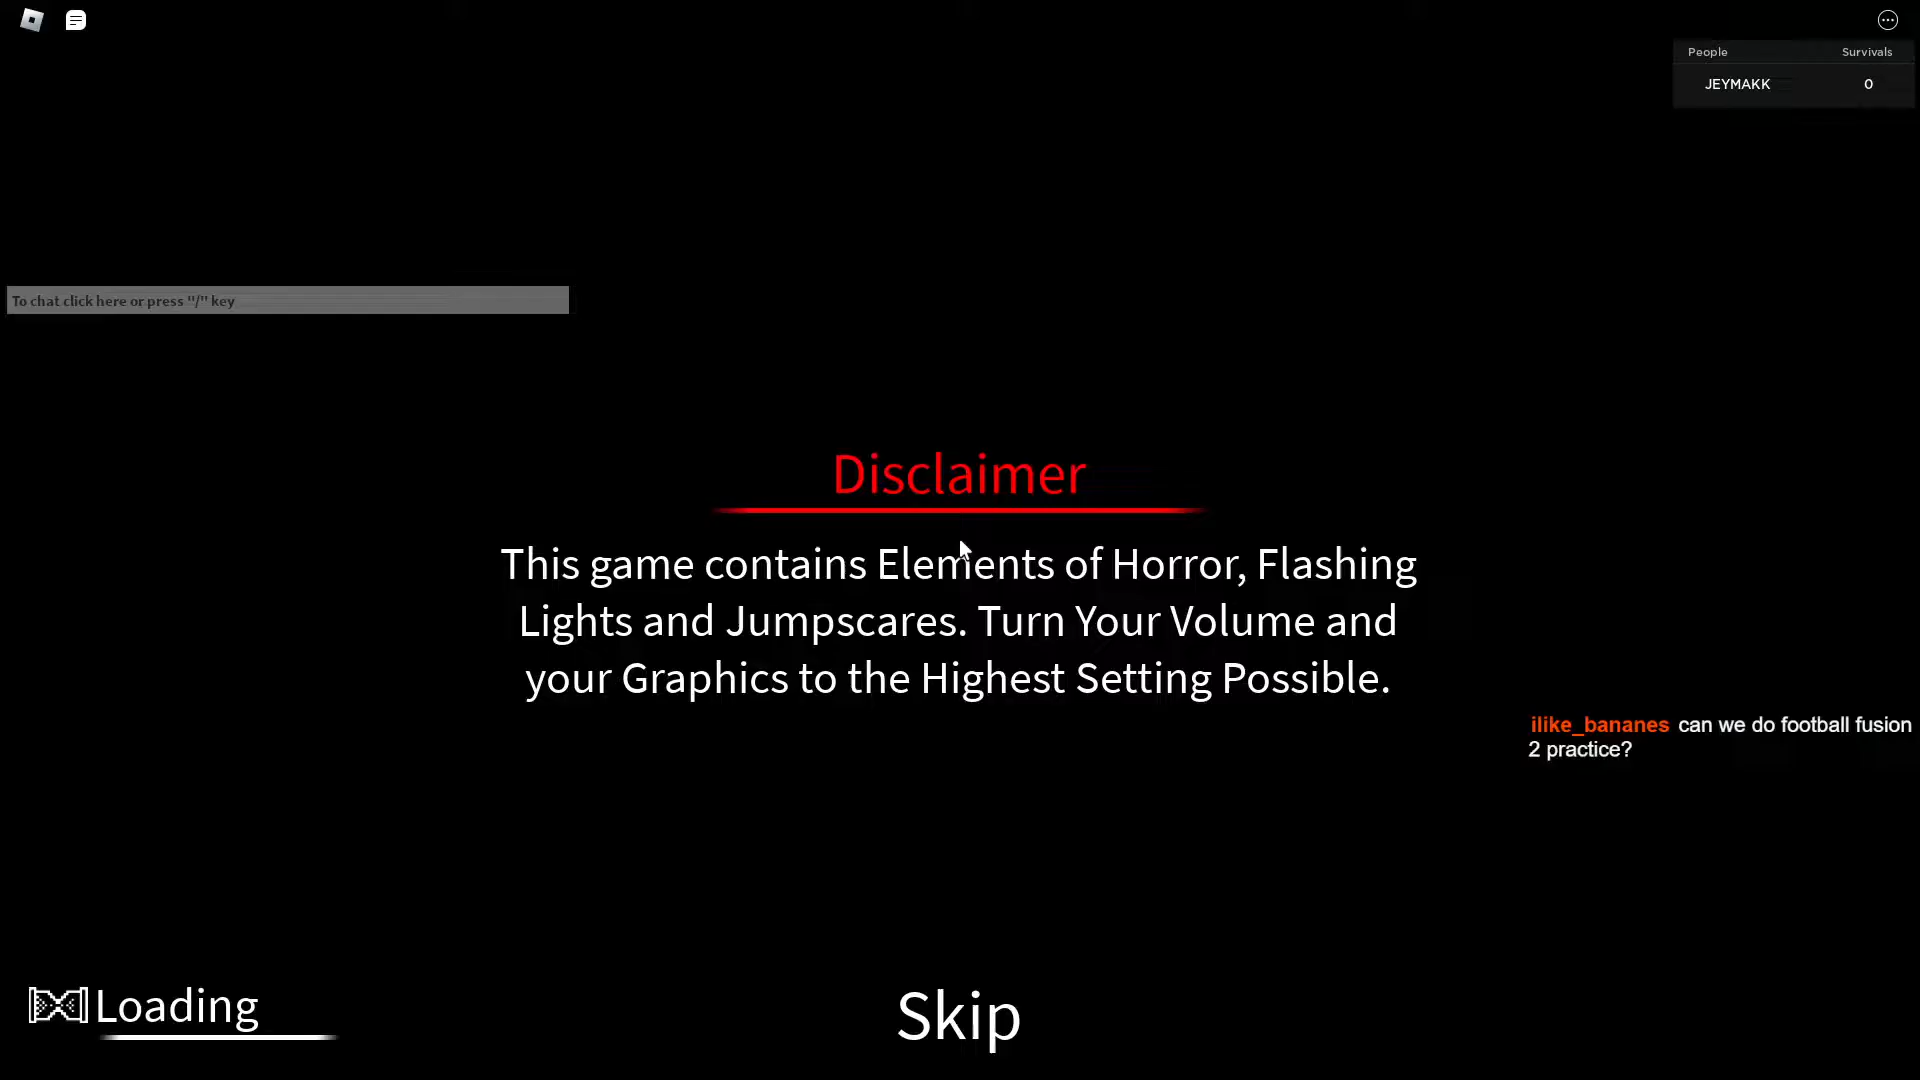 People Survivals
JEYMAKK 0
To chat click here or press "/" key
Disclaimer
This game contains Elements of Horror, Flashing
Lights and Jumpscares. Turn Your Volume and
your Graphics to the Highest Setting Possible.
ilike_bananes can we do football fusion
2 practice?
Loading
Skip